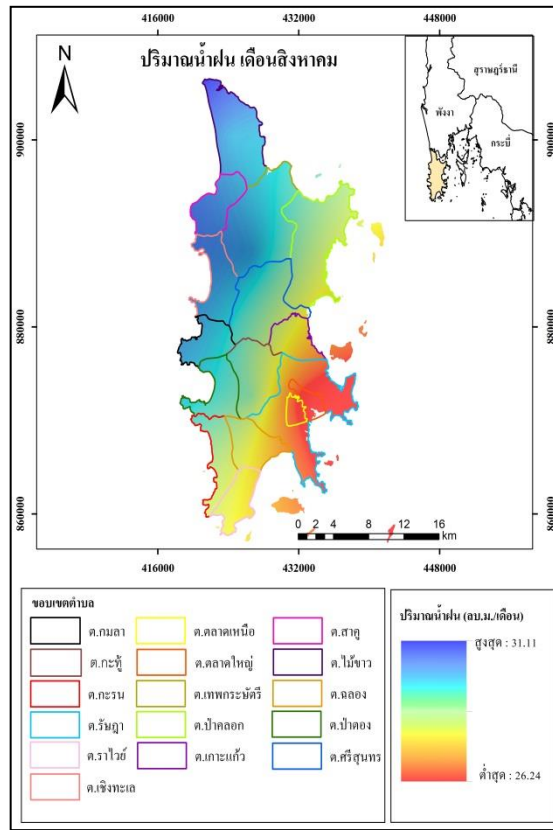 416000 432000 448000
N
ปริมาณน้ำฝน เดือนสิงหาคม
สุราษฎร์ธานี
พังงา
กระบี่
900000 900000
880000 880000
860000 860000
0 2 4 8 12 16
km
416000 432000 448000
ขอบเขตตำบล
ต.กมลา ต.ตลาดเหนือ ต.สาคู
ต.กะทู้ ต.ตลาดใหญ่ ต.ไม้ขาว
ต.กะรน ต.เทพกระษัตรี ต.ฉลอง
ต.รัษฎา ต.ป่าคลอก ต.ป่าตอง
ต.ราไวย์ ต.เกาะแก้ว ต.ศรีสุนทร
ต.เชิงทะเล
ปริมาณน้ำฝน (ลบ.ม./เดือน)
สูงสุด : 31.11
ต่ำสุด : 26.24